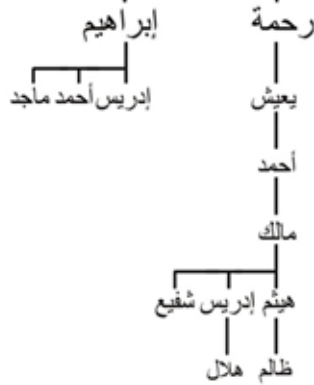 رحمة إبراهيم
يعيش إدريس أحمد ماجد
أحمد
مالك
هيثم إدريس شفيع
ظالم هلال